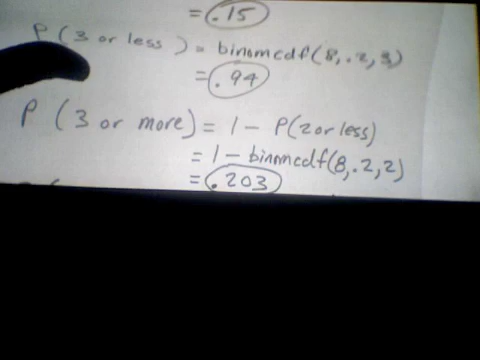 = .15
P (3 or less) = binomcdf(8, .2, 3)
= .94
P (3 or more) = 1 - P(2 or less)
= 1 - binomcdf(8, .2, 2)
= .203